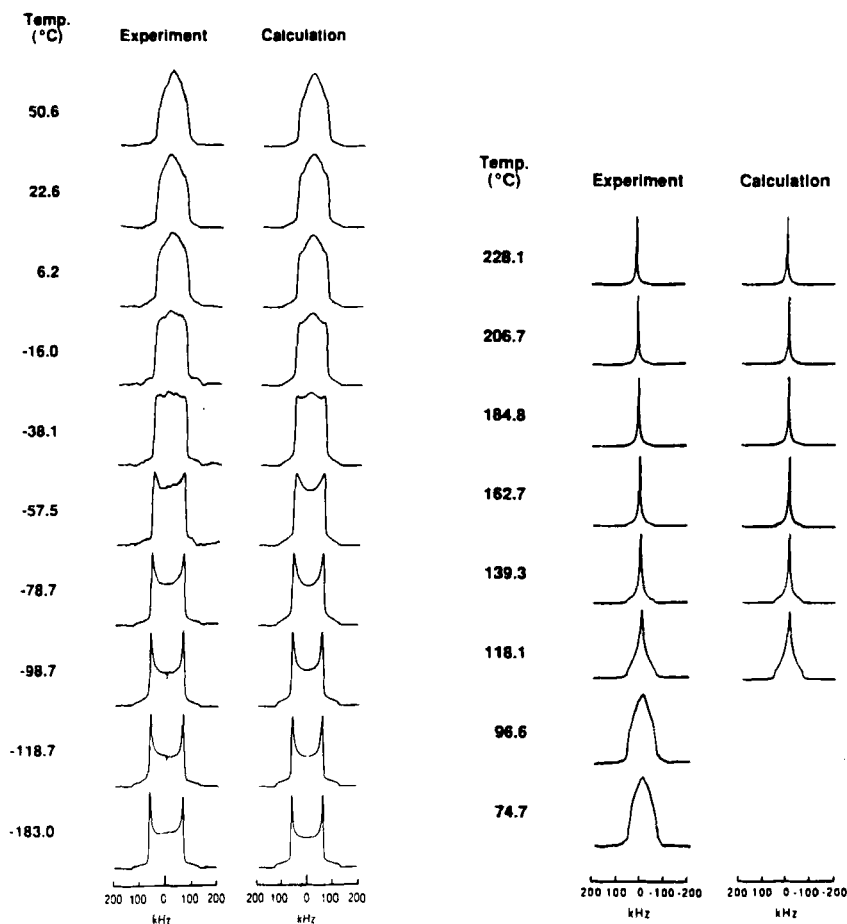 Temp.
(°C)
Experiment
Calculation
50.6
22.6
6.2
-16.0
-38.1
-57.5
-78.7
-98.7
-118.7
-183.0
200 100 0 100 200
kHz
200 100 0 100 200
kHz
Temp.
(°C)
Experiment
Calculation
228.1
206.7
184.8
162.7
139.3
118.1
96.6
74.7
200 100 0 -100 -200
kHz
200 100 0 -100 -200
kHz